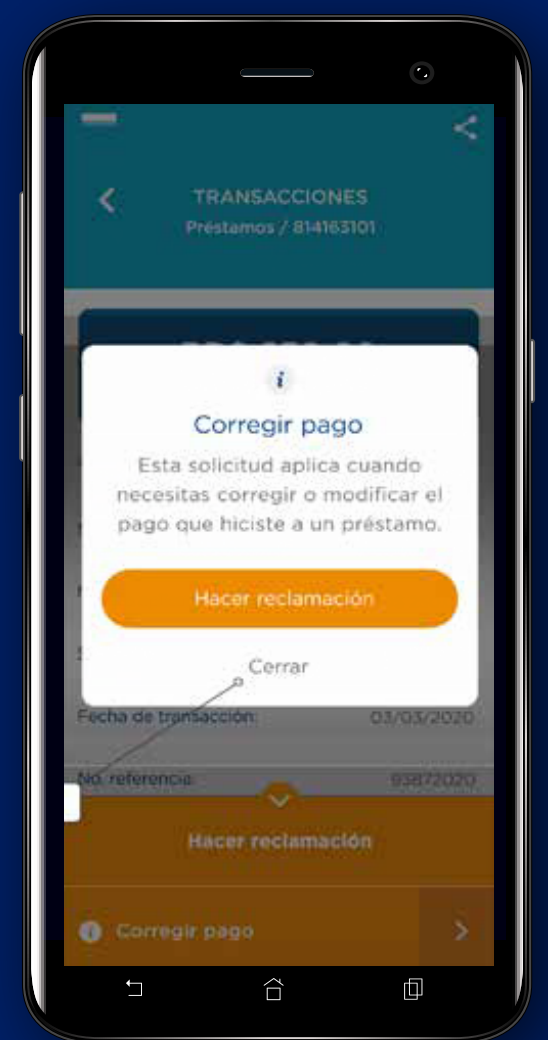 TRANSACCIONES
Préstamos / 814163101
i
Corregir pago
Esta solicitud aplica cuando
necesitas corregir o modificar el
pago que hiciste a un préstamo.
Hacer reclamación
Cerrar
Fecha de transacción: 03/03/2020
No. referencia: 93872020
Hacer reclamación
i Corregir pago